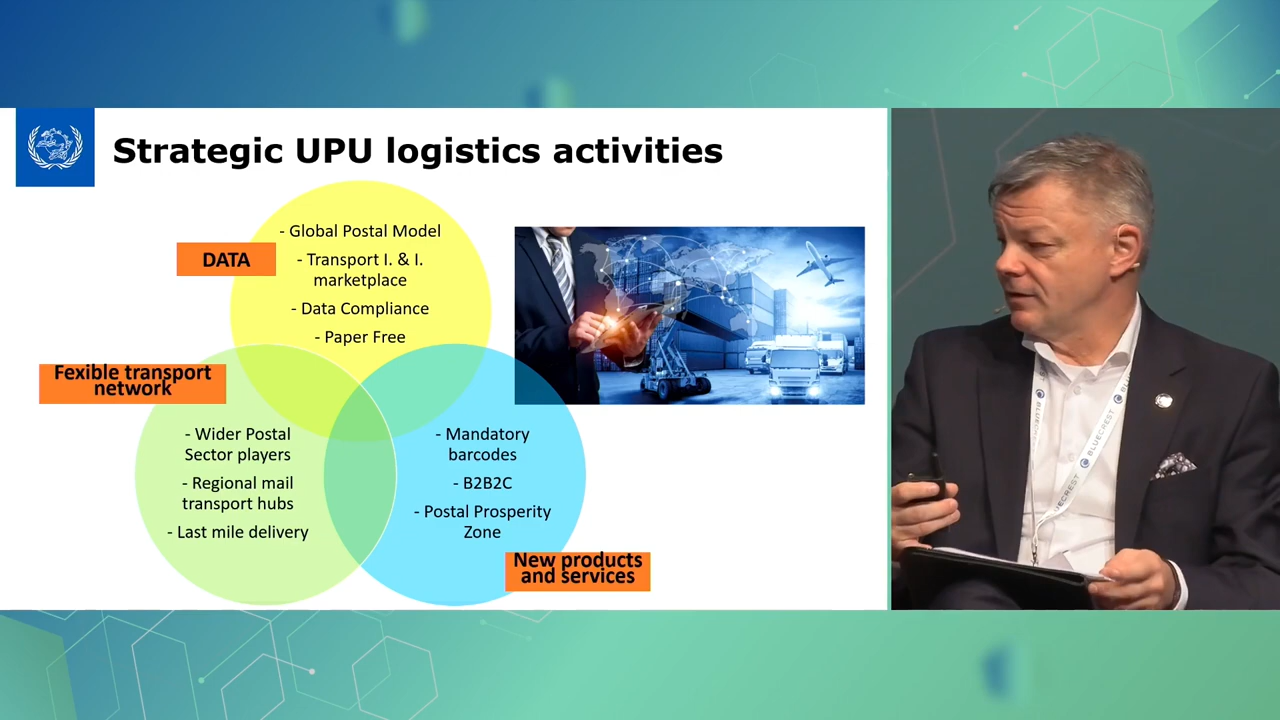 Strategic UPU logistics activities
DATA
- Global Postal Model
- Transport I. & I.
marketplace
- Data Compliance
- Paper Free
Fexible transport
network
- Wider Postal
Sector players
- Regional mail
transport hubs
- Last mile delivery
- Mandatory
barcodes
- B2B2C
- Postal Prosperity
Zone
New products
and services
BLUECREST
BLUECREST